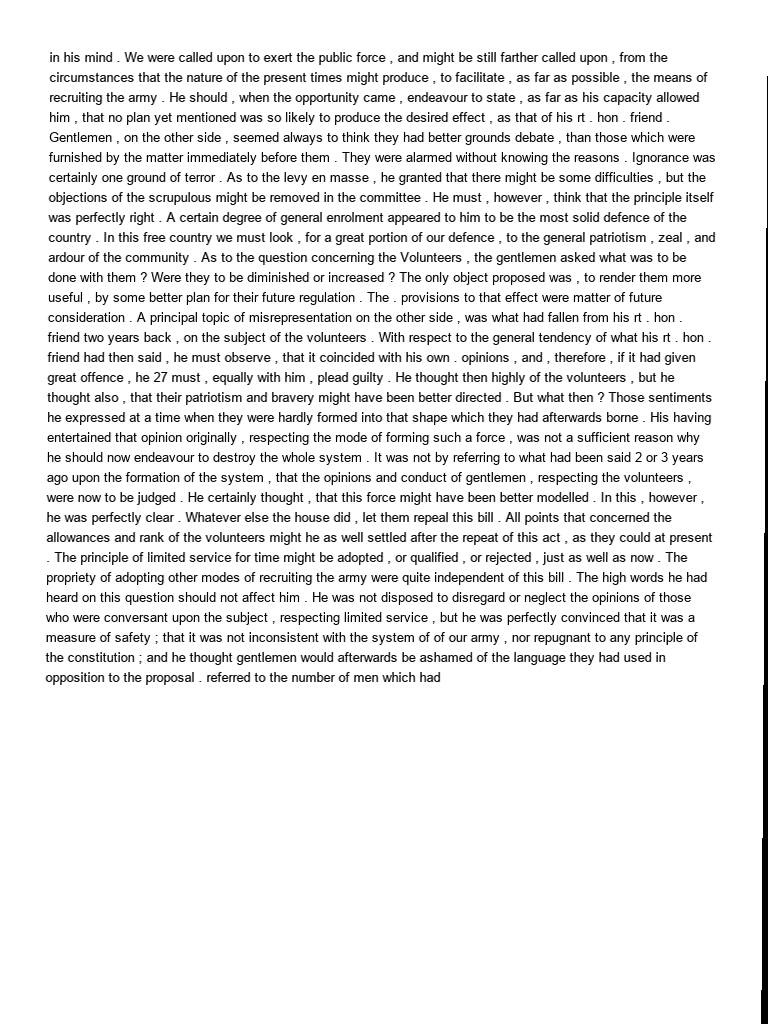 in his mind . We were called upon to exert the public force , and might be still farther called upon , from the
circumstances that the nature of the present times might produce , to facilitate , as far as possible , the means of
recruiting the army . He should , when the opportunity came , endeavour to state , as far as his capacity allowed
him , that no plan yet mentioned was so likely to produce the desired effect , as that of his rt . hon . friend .
Gentlemen , on the other side , seemed always to think they had better grounds debate , than those which were
furnished by the matter immediately before them . They were alarmed without knowing the reasons . Ignorance was
certainly one ground of terror . As to the levy en masse , he granted that there might be some difficulties , but the
objections of the scrupulous might be removed in the committee . He must , however , think that the principle itself
was perfectly right . A certain degree of general enrolment appeared to him to be the most solid defence of the
country . In this free country we must look , for a great portion of our defence , to the general patriotism , zeal , and
ardour of the community . As to the question concerning the Volunteers , the gentlemen asked what was to be
done with them ? Were they to be diminished or increased ? The only object proposed was , to render them more
useful , by some better plan for their future regulation . The . provisions to that effect were matter of future
consideration . A principal topic of misrepresentation on the other side , was what had fallen from his rt . hon .
friend two years back , on the subject of the volunteers . With respect to the general tendency of what his rt . hon .
friend had then said , he must observe , that it coincided with his own . opinions , and , therefore , if it had given
great offence , he 27 must , equally with him , plead guilty . He thought then highly of the volunteers , but he
thought also , that their patriotism and bravery might have been better directed . But what then ? Those sentiments
he expressed at a time when they were hardly formed into that shape which they had afterwards borne . His having
entertained that opinion originally , respecting the mode of forming such a force , was not a sufficient reason why
he should now endeavour to destroy the whole system . It was not by referring to what had been said 2 or 3 years
ago upon the formation of the system , that the opinions and conduct of gentlemen , respecting the volunteers ,
were now to be judged . He certainly thought , that this force might have been better modelled . In this , however ,
he was perfectly clear . Whatever else the house did , let them repeal this bill . All points that concerned the
allowances and rank of the volunteers might he as well settled after the repeat of this act , as they could at present
. The principle of limited service for time might be adopted , or qualified , or rejected , just as well as now . The
propriety of adopting other modes of recruiting the army were quite independent of this bill . The high words he had
heard on this question should not affect him . He was not disposed to disregard or neglect the opinions of those
who were conversant upon the subject , respecting limited service , but he was perfectly convinced that it was a
measure of safety ; that it was not inconsistent with the system of of our army , nor repugnant to any principle of
the constitution ; and he thought gentlemen would afterwards be ashamed of the language they had used in
opposition to the proposal . referred to the number of men which had